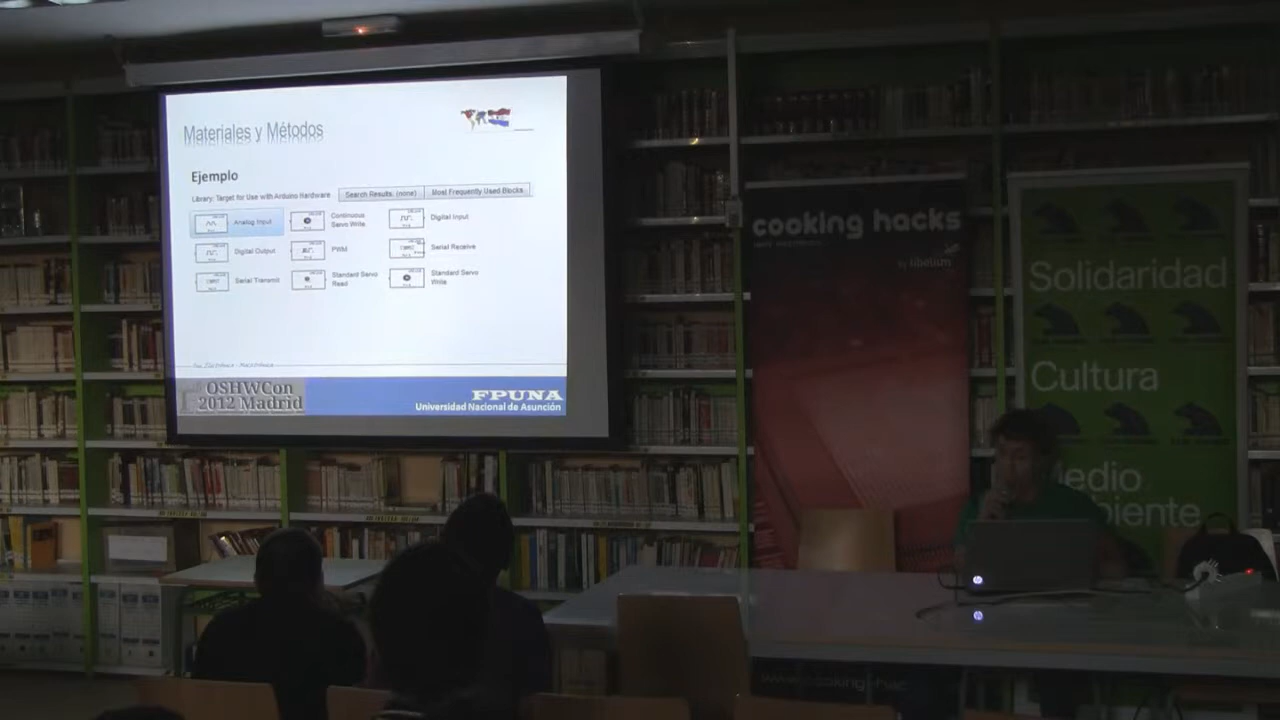 Materiales y Métodos
Ejemplo
Library: Target for Use with Arduino Hardware
Search Results: (none)
Most Frequently Used Blocks
Analog Input
Continuous
Servo Write
Digital Input
Digital Output
PWM
Serial Receive
Serial Transmit
Standard Servo
Read
Standard Servo
Write
OSHWCon
2012 Madrid
FPUNA
Universidad Nacional de Asunción
cooking hacks
by libelium
Solidaridad
Cultura
Medio
hp